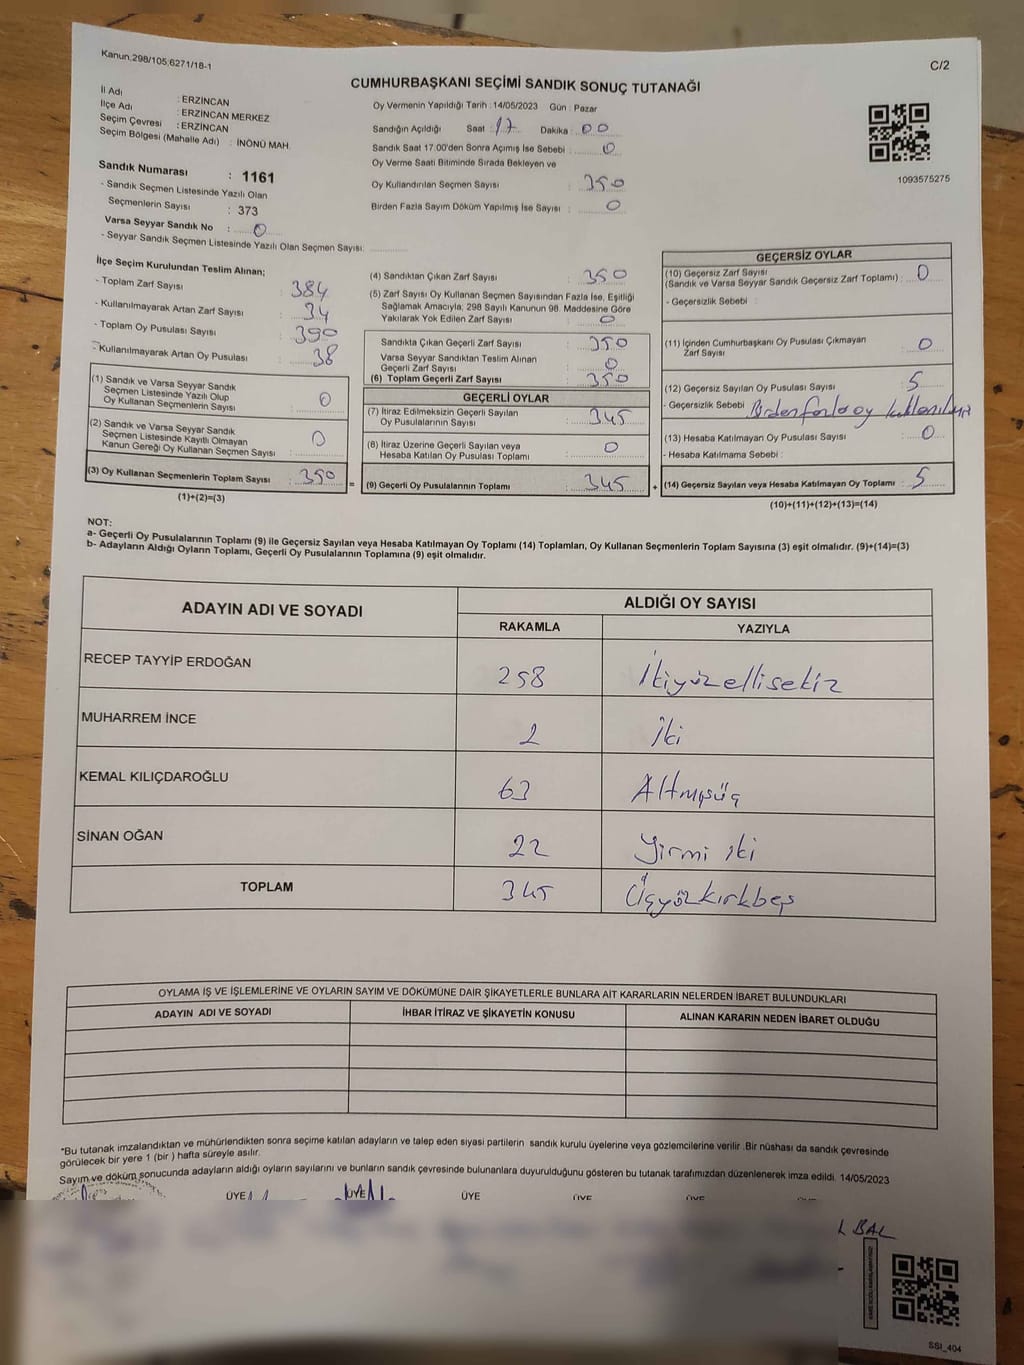 Kanun:298/105,6271/18-1
C/2
CUMHURBAŞKANI SEÇİMİ SANDIK SONUÇ TUTANAĞI
İl Adı : ERZİNCAN
İlçe Adı : ERZİNCAN MERKEZ
Seçim Çevresi : ERZİNCAN
Seçim Bölgesi (Mahalle Adı) : İNÖNÜ MAH.
Sandık Numarası : 1161
- Sandık Seçmen Listesinde Yazılı Olan
Seçmenlerin Sayısı : 373
Varsa Seyyar Sandık No : 0
- Seyyar Sandık Seçmen Listesinde Yazılı Olan Seçmen Sayısı:
Oy Vermenin Yapıldığı Tarih : 14/05/2023 Gün : Pazar
Sandığın Açıldığı Saat : 17 Dakika : 00
Sandık Saat 17.00'den Sonra Açımış İse Sebebi : 0
Oy Verme Saati Bitiminde Sırada Bekleyen ve
Oy Kullandırılan Seçmen Sayısı : 350
Birden Fazla Sayım Döküm Yapılmış İse Sayısı : 0
1093575275
İlçe Seçim Kurulundan Teslim Alınan;
- Toplam Zarf Sayısı : 384
- Kullanılmayarak Artan Zarf Sayısı : 34
- Toplam Oy Pusulası Sayısı : 390
- Kullanılmayarak Artan Oy Pusulası : 38
(1) Sandık ve Varsa Seyyar Sandık
Seçmen Listesinde Yazılı Olup
Oy Kullanan Seçmenlerin Sayısı : 0
(2) Sandık ve Varsa Seyyar Sandık
Seçmen Listesinde Kayıtlı Olmayan
Kanun Gereği Oy Kullanan Seçmen Sayısı : 0
(3) Oy Kullanan Seçmenlerin Toplam Sayısı : 350
(1)+(2)=(3)
=
(4) Sandıktan Çıkan Zarf Sayısı : 350
(5) Zarf Sayısı Oy Kullanan Seçmen Sayısından Fazla İse, Eşitliği
Sağlamak Amacıyla, 298 Sayılı Kanunun 98. Maddesine Göre
Yakılarak Yok Edilen Zarf Sayısı : 0
Sandıkta Çıkan Geçerli Zarf Sayısı : 350
Varsa Seyyar Sandıktan Teslim Alınan
Geçerli Zarf Sayısı : 0
(6) Toplam Geçerli Zarf Sayısı : 350
GEÇERLİ OYLAR
(7) İtiraz Edilmeksizin Geçerli Sayılan
Oy Pusulalarının Sayısı : 345
(8) İtiraz Üzerine Geçerli Sayılan veya
Hesaba Katılan Oy Pusulası Toplamı : 0
(9) Geçerli Oy Pusulalarının Toplamı : 345
+
GEÇERSİZ OYLAR
(10) Geçersiz Zarf Sayısı
(Sandık ve Varsa Seyyar Sandık Geçersiz Zarf Toplamı) : 0
- Geçersizlik Sebebi :
(11) İçinden Cumhurbaşkanı Oy Pusulası Çıkmayan
Zarf Sayısı : 0
(12) Geçersiz Sayılan Oy Pusulası Sayısı : 5
- Geçersizlik Sebebi : Birden fazla oy
(13) Hesaba Katılmayan Oy Pusulası Sayısı : 0
- Hesaba Katılmama Sebebi :
(14) Geçersiz Sayılan veya Hesaba Katılmayan Oy Toplamı : 5
(10)+(11)+(12)+(13)=(14)
NOT:
a- Geçerli Oy Pusulalarının Toplamı (9) ile Geçersiz Sayılan veya Hesaba Katılmayan Oy Toplamı (14) Toplamları, Oy Kullanan Seçmenlerin Toplam Sayısına (3) eşit olmalıdır. (9)+(14)=(3)
b- Adayların Aldığı Oyların Toplamı, Geçerli Oy Pusulalarının Toplamına (9) eşit olmalıdır.
ADAYIN ADI VE SOYADI ALDIĞI OY SAYISI
RAKAMLA YAZIYLA
RECEP TAYYİP ERDOĞAN 258 İkiyüzellisekiz
MUHARREM İNCE 2 İki
KEMAL KILIÇDAROĞLU 63 Altmışüç
SİNAN OĞAN 22 Yirmi iki
TOPLAM 345 Üçyüzkırkbeş
OYLAMA İŞ VE İŞLEMLERİNE VE OYLARIN SAYIM VE DÖKÜMÜNE DAİR ŞİKAYETLERLE BUNLARA AİT KARARLARIN NELERDEN İBARET BULUNDUKLARI
ADAYIN ADI VE SOYADI İHBAR İTİRAZ VE ŞİKAYETİN KONUSU ALINAN KARARIN NEDEN İBARET OLDUĞU
*Bu tutanak imzalandıktan ve mühürlendikten sonra seçime katılan adayların ve talep eden siyasi partilerin sandık kurulu üyelerine veya gözlemcilerine verilir .Bir nüshası da sandık çevresinde
görülecek bir yere 1 (bir ) hafta süreyle asılır.
Sayım ve döküm sonucunda adayların aldığı oyların sayılarını ve bunların sandık çevresinde bulunanlara duyurulduğunu gösteren bu tutanak tarafımızdan düzenlenerek imza edildi. 14/05/2023
ÜYE ÜYE ÜYE ÜYE ÜYE ÜYE
BAL
SSI_404